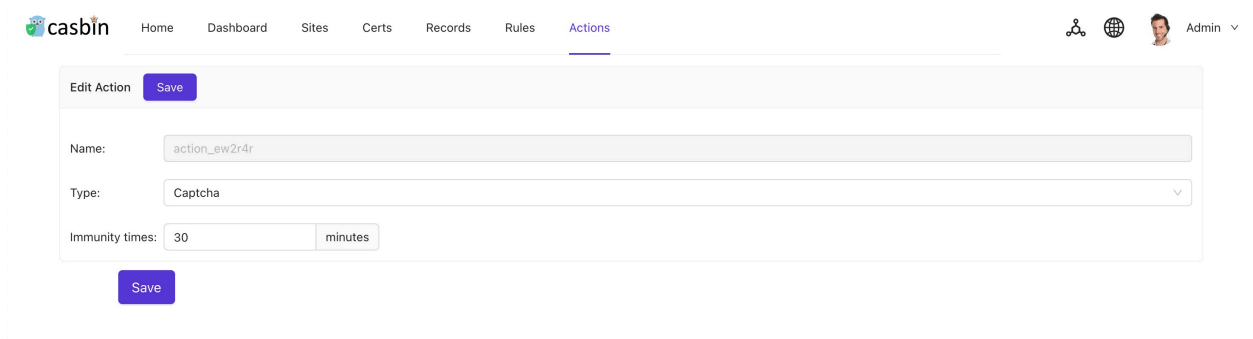 casbin Home Dashboard Sites Certs Records Rules Actions Admin
Edit Action Save
Name: action_ew2r4r
Type: Captcha
Immunity times: 30 minutes
Save